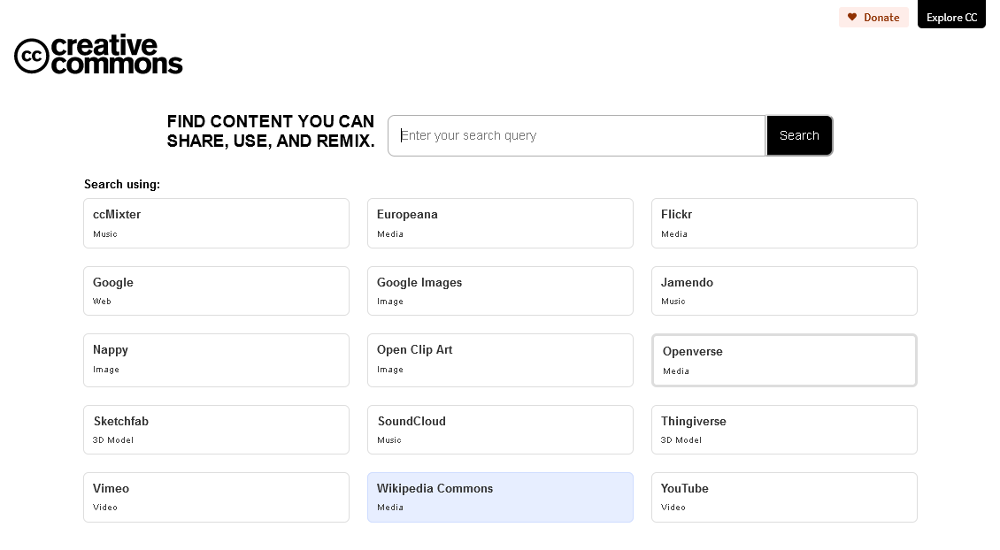 Donate
Explore CC
cc creative
commons
FIND CONTENT YOU CAN
SHARE, USE, AND REMIX.
Enter your search query
Search
Search using:
ccMixter
Music
Europeana
Media
Flickr
Media
Google
Web
Google Images
Image
Jamendo
Music
Nappy
Image
Open Clip Art
Image
Openverse
Media
Sketchfab
3D Model
SoundCloud
Music
Thingiverse
3D Model
Vimeo
Video
Wikipedia Commons
Media
YouTube
Video